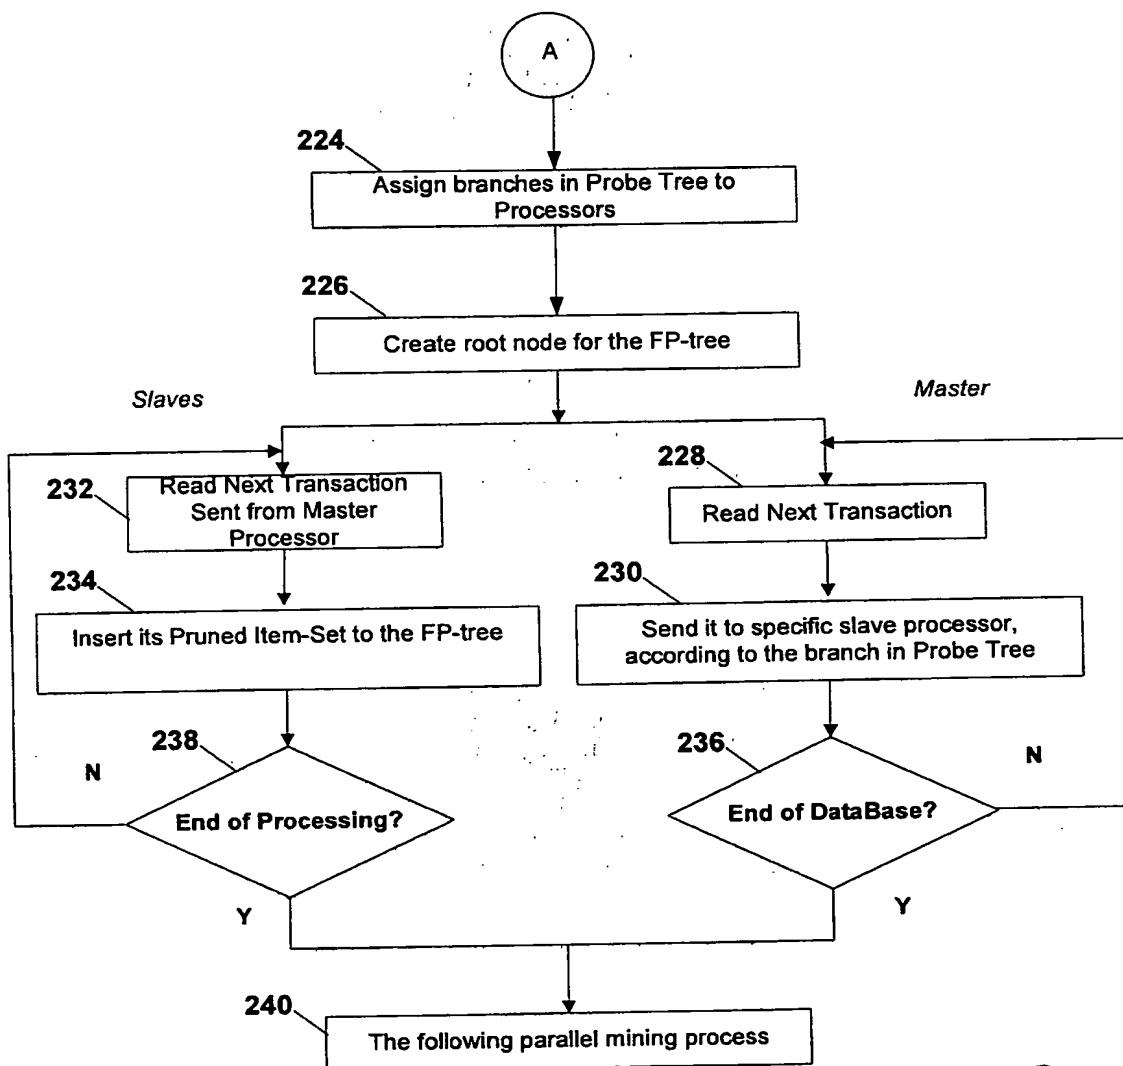 A
224
Assign branches in Probe Tree to
Processors
226
Create root node for the FP-tree
Slaves
Master
232
Read Next Transaction
Sent from Master
Processor
228
Read Next Transaction
234
Insert its Pruned Item-Set to the FP-tree
230
Send it to specific slave processor,
according to the branch in Probe Tree
238
N
End of Processing?
Y
236
N
End of DataBase?
Y
240
The following parallel mining process